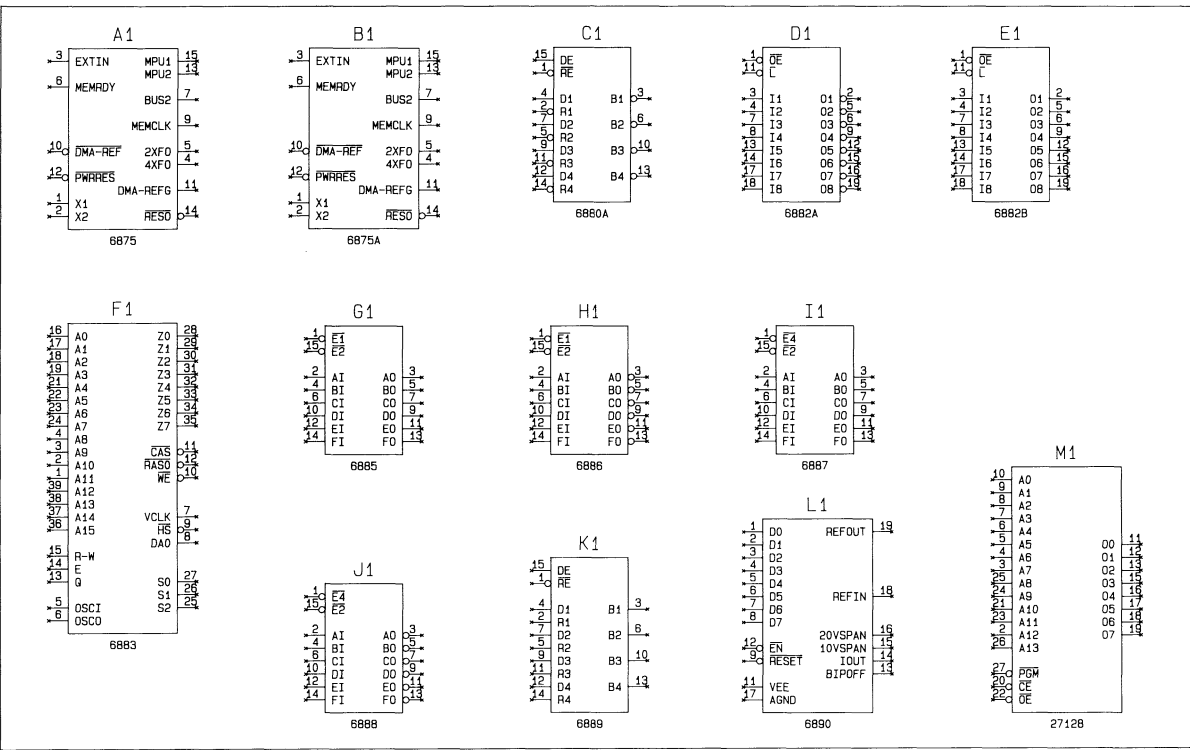 A1
3 EXTIN MPU1 15
MPU2 13
6 MEMRDY
BUS2 7
MEMCLK 9
10 DMA-REF 2XFO 5
4XFO 4
12 PWRRES
DMA-REFG 11
1 X1
2 X2 RESO 14
6875
B1
3 EXTIN MPU1 15
MPU2 13
6 MEMRDY
BUS2 7
MEMCLK 9
10 DMA-REF 2XFO 5
4XFO 4
12 PWRRES
DMA-REFG 11
1 X1
2 X2 RESO 14
6875A
C1
15 DE
1 RE
4 D1 B1 3
2 R1
7 D2 B2 6
5 R2
9 D3 B3 10
11 R3
12 D4 B4 13
14 R4
6880A
D1
1 OE
11 L
3 I1 O1 2
4 I2 O2 5
7 I3 O3 6
8 I4 O4 9
13 I5 O5 12
14 I6 O6 15
17 I7 O7 16
18 I8 O8 19
6882A
E1
1 OE
11 L
3 I1 O1 2
4 I2 O2 5
7 I3 O3 6
8 I4 O4 9
13 I5 O5 12
14 I6 O6 15
17 I7 O7 16
18 I8 O8 19
6882B
F1
16 A0 Z0 28
17 A1 Z1 29
18 A2 Z2 30
19 A3 Z3 31
21 A4 Z4 32
22 A5 Z5 33
23 A6 Z6 34
24 A7 Z7 35
4 A8
3 A9 CAS 11
2 A10 RAS0 12
1 A11 WE 10
39 A12
38 A13
37 A14 VCLK 7
36 A15 HS 9
DA0 8
15 R-W
14 E
13 Q S0 27
S1 26
5 OSCI S2 25
6 OSCO
6883
G1
1 E1
15 E2
2 AI AO 3
4 BI BO 5
6 CI CO 7
10 DI DO 9
12 EI EO 11
14 FI FO 13
6885
H1
1 E1
15 E2
2 AI AO 3
4 BI BO 5
6 CI CO 7
10 DI DO 9
12 EI EO 11
14 FI FO 13
6886
I1
1 E4
15 E2
2 AI AO 3
4 BI BO 5
6 CI CO 7
10 DI DO 9
12 EI EO 11
14 FI FO 13
6887
J1
1 E4
15 E2
2 AI AO 3
4 BI BO 5
6 CI CO 7
10 DI DO 9
12 EI EO 11
14 FI FO 13
6888
K1
15 DE
1 RE
4 D1 B1 3
2 R1
7 D2 B2 6
5 R2
9 D3 B3 10
11 R3
12 D4 B4 13
14 R4
6889
L1
1 D0 REFOUT 19
2 D1
3 D2
4 D3
5 D4
6 D5 REFIN 18
7 D6
8 D7
20VSPAN 16
12 EN 10VSPAN 15
9 RESET IOUT 14
BIPOFF 13
11 VEE
17 AGND
6890
M1
10 A0
9 A1
8 A2
7 A3
6 A4
5 A5 O0 11
4 A6 O1 12
3 A7 O2 13
25 A8 O3 15
24 A9 O4 16
21 A10 O5 17
23 A11 O6 18
2 A12 O7 19
26 A13
27 PGM
20 CE
22 OE
27128